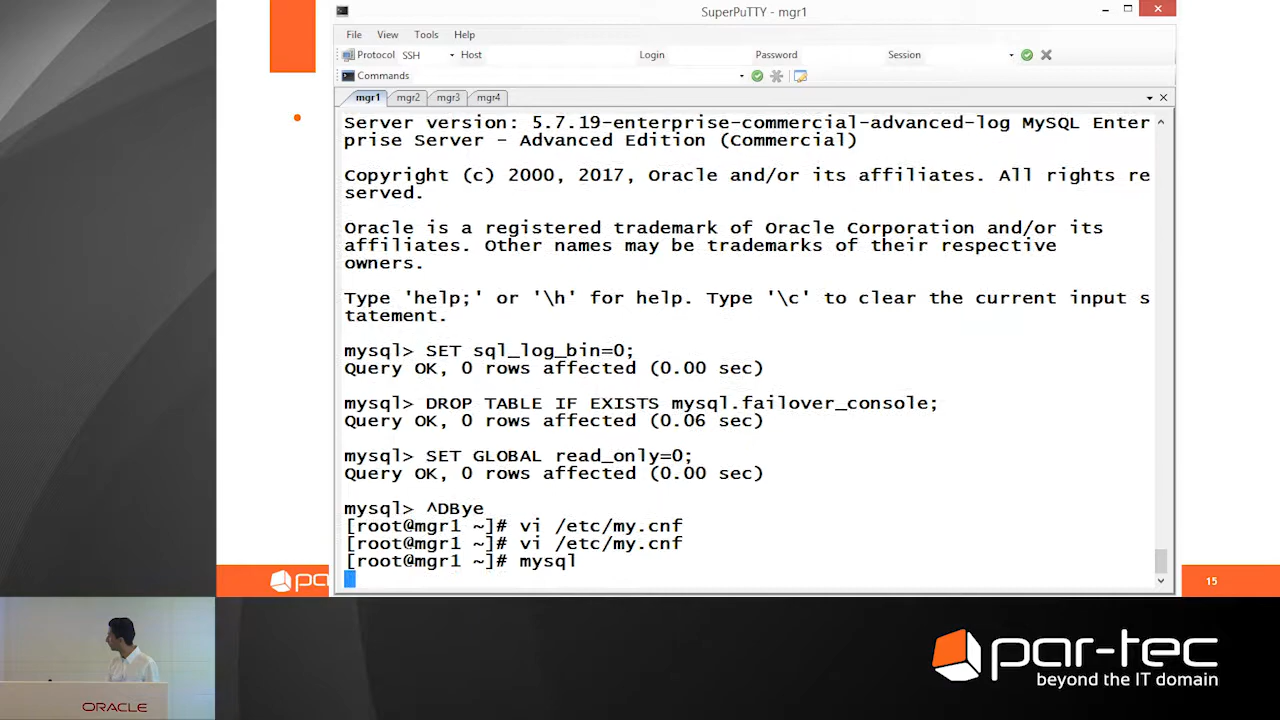 SuperPuTTY - mgr1
File View Tools Help
Protocol SSH Host Login Password Session
Commands
mgr1 mgr2 mgr3 mgr4
Server version: 5.7.19-enterprise-commercial-advanced-log MySQL Enter
prise Server - Advanced Edition (Commercial)
Copyright (c) 2000, 2017, Oracle and/or its affiliates. All rights re
served.
Oracle is a registered trademark of Oracle Corporation and/or its
affiliates. Other names may be trademarks of their respective
owners.
Type 'help;' or '\h' for help. Type '\c' to clear the current input s
tatement.
mysql> SET sql_log_bin=0;
Query OK, 0 rows affected (0.00 sec)
mysql> DROP TABLE IF EXISTS mysql.failover_console;
Query OK, 0 rows affected (0.06 sec)
mysql> SET GLOBAL read_only=0;
Query OK, 0 rows affected (0.00 sec)
mysql> ^DBye
[root@mgr1 ~]# vi /etc/my.cnf
[root@mgr1 ~]# vi /etc/my.cnf
[root@mgr1 ~]# mysql
pa
15
par-tec
beyond the IT domain
ORACLE